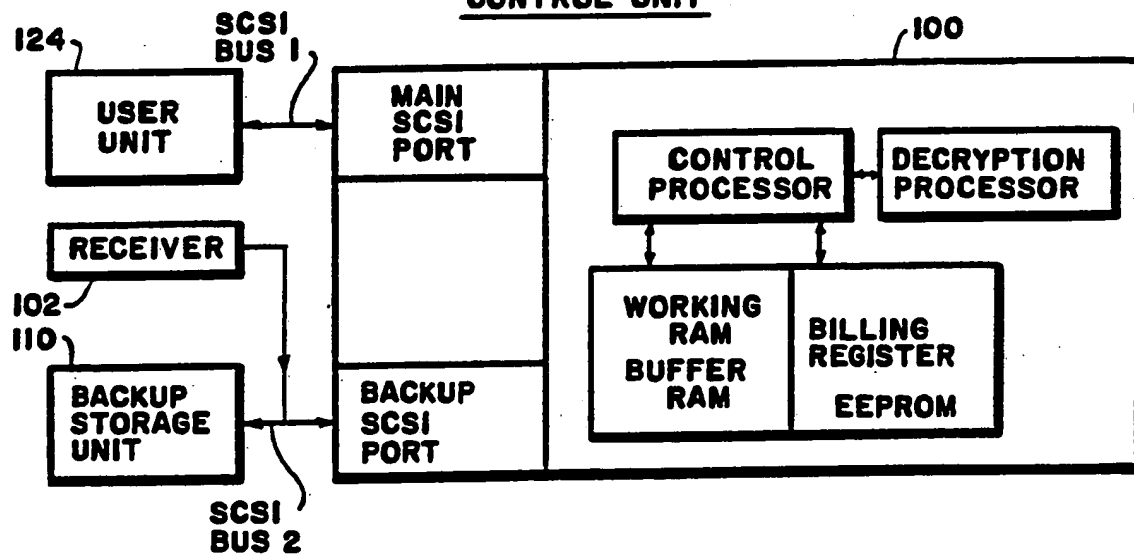 CONTROL UNIT
124
SCSI
BUS 1
100
USER
UNIT
MAIN
SCSI
PORT
CONTROL
PROCESSOR
DECRYPTION
PROCESSOR
RECEIVER
102
110
WORKING
RAM
BUFFER
RAM
BILLING
REGISTER
EEPROM
BACKUP
STORAGE
UNIT
BACKUP
SCSI
PORT
SCSI
BUS 2